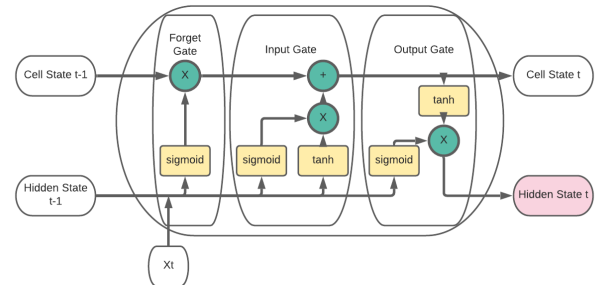 Forget
Gate
Input Gate
Output Gate
Cell State t-1
X
+
Cell State t
tanh
X
X
sigmoid
sigmoid
tanh
sigmoid
Hidden State
t-1
Hidden State t
Xt